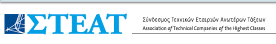 ΣΤΕΑΤ
Σύνδεσμος Τεχνικών Εταιριών Ανωτέρων Τάξεων
Association of Technical Companies of the Highest Classes